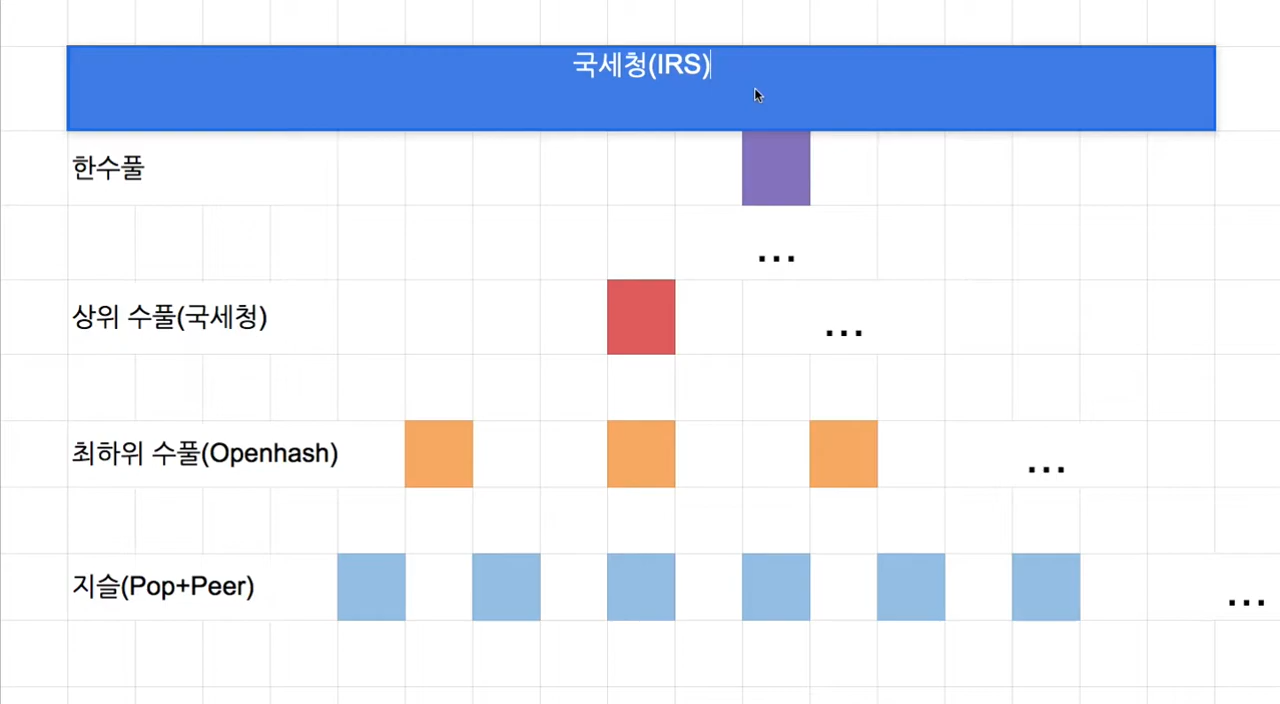 국세청(IRS)
한수풀
...
상위 수풀(국세청)
...
최하위 수풀(Openhash)
...
지슬(Pop+Peer)
...